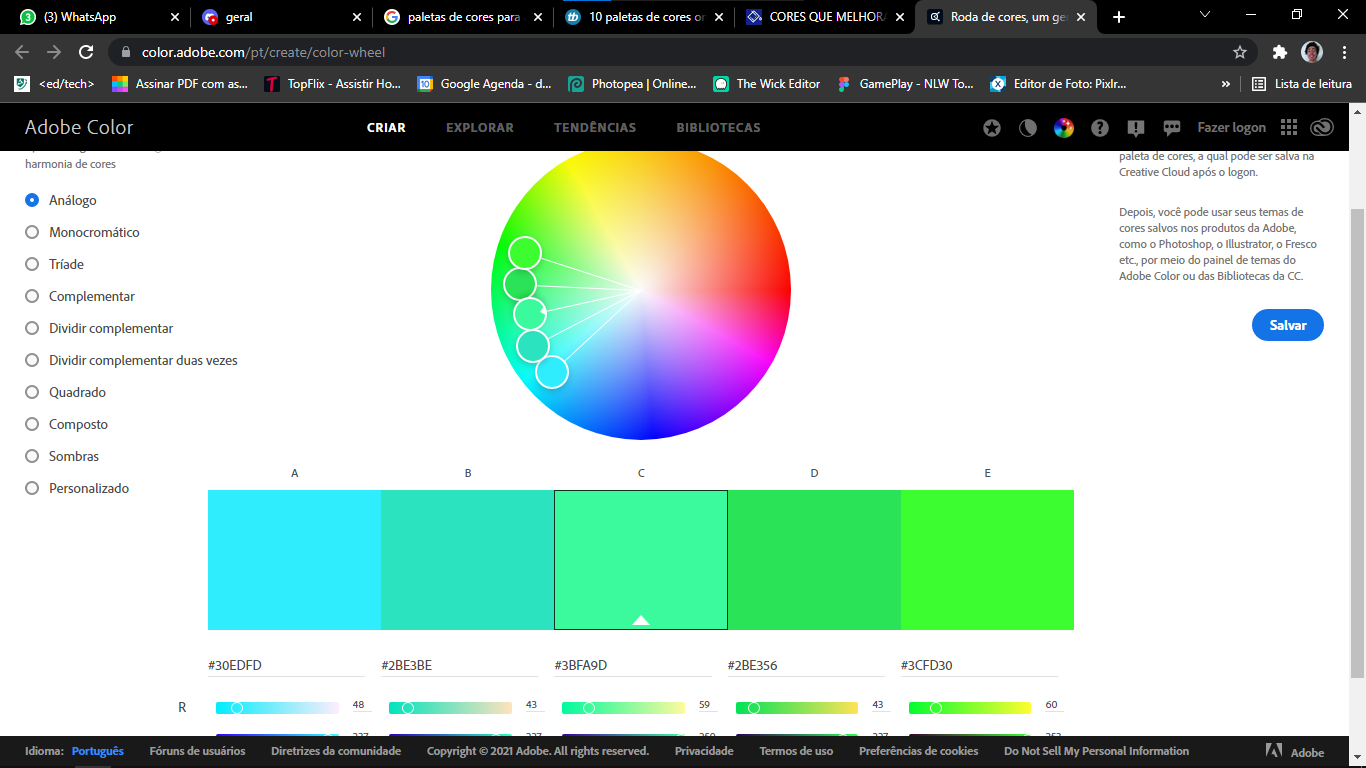 (3) WhatsApp
geral
paletas de cores para
10 paletas de cores or
CORES QUE MELHORA
Roda de cores, um ge
color.adobe.com/pt/create/color-wheel
<ed/tech>
Assinar PDF com as...
TopFlix - Assistir Ho...
Google Agenda - d...
Photopea | Online...
The Wick Editor
GamePlay - NLW To...
Editor de Foto: Pixlr...
»
Lista de leitura
Adobe Color
CRIAR
EXPLORAR
TENDÊNCIAS
BIBLIOTECAS
Fazer logon
harmonia de cores
Análogo
Monocromático
Tríade
Complementar
Dividir complementar
Dividir complementar duas vezes
Quadrado
Composto
Sombras
Personalizado
paleta de cores, a qual pode ser salva na
Creative Cloud após o logon.
Depois, você pode usar seus temas de
cores salvos nos produtos da Adobe,
como o Photoshop, o Illustrator, o Fresco
etc., por meio do painel de temas do
Adobe Color ou das Bibliotecas da CC.
Salvar
A B C D E
#30EDFD #2BE3BE #3BFA9D #2BE356 #3CFD30
R 48 43 59 43 60
Idioma: Português Fóruns de usuários Diretrizes da comunidade Copyright © 2021 Adobe. All rights reserved. Privacidade Termos de uso Preferências de cookies Do Not Sell My Personal Information Adobe